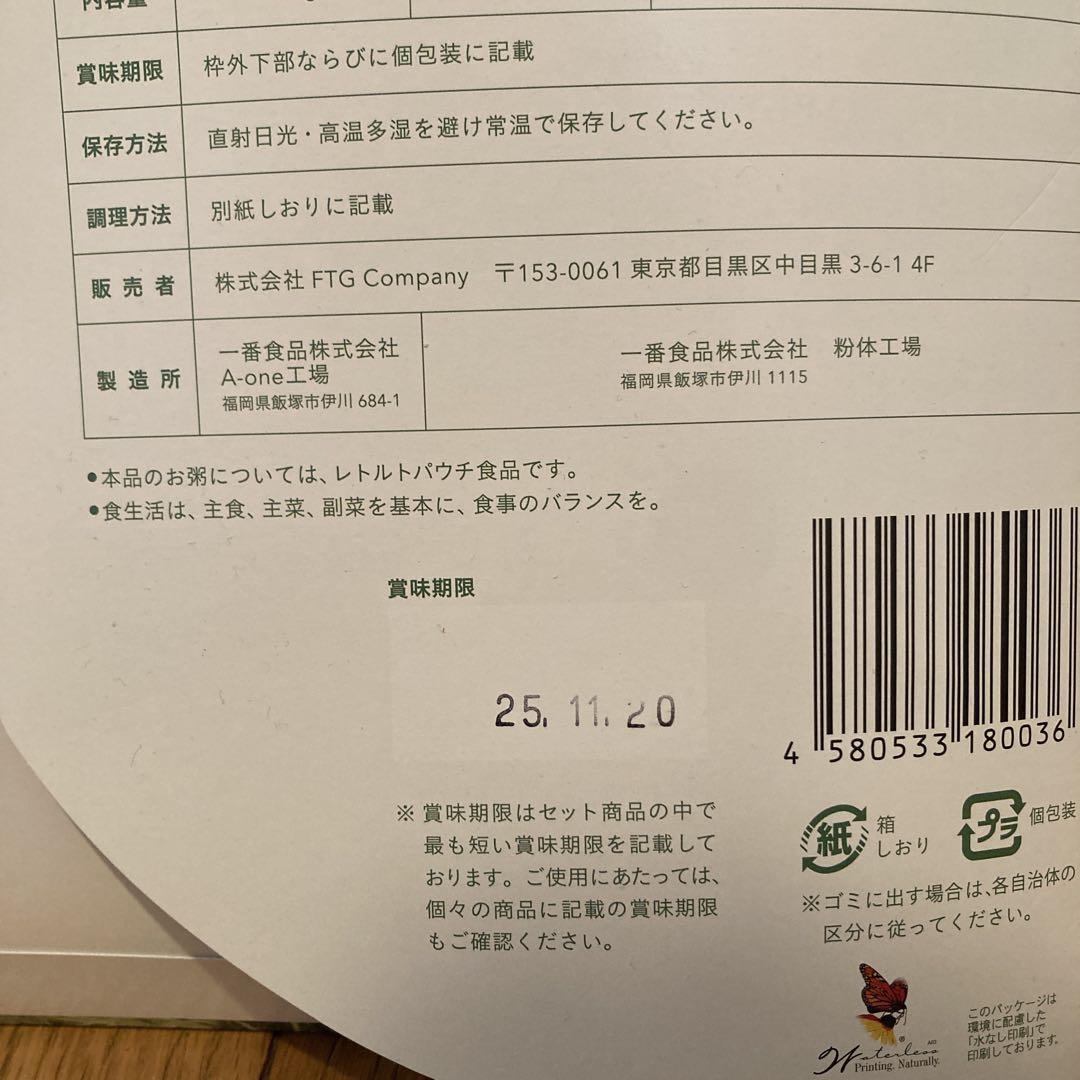 内容量
賞味期限 枠外下部ならびに個包装に記載
保存方法 直射日光・高温多湿を避け常温で保存してください。
調理方法 別紙しおりに記載
販売者 株式会社 FTG Company 〒153-0061 東京都目黒区中目黒 3-6-1 4F
製造所
一番食品株式会社
A-one工場
福岡県飯塚市伊川 684-1
一番食品株式会社 粉体工場
福岡県飯塚市伊川 1115
●本品のお粥については、レトルトパウチ食品です。
●食生活は、主食、主菜、副菜を基本に、食事のバランスを。
賞味期限
25. 11. 20
※ 賞味期限はセット商品の中で
最も短い賞味期限を記載して
おります。ご使用にあたっては、
個々の商品に記載の賞味期限
もご確認ください。
4 580533 180036
紙 箱
しおり
プラ 個包装
※ゴミに出す場合は、各自治体の
区分に従ってください。
Waterless
Printing. Naturally.
このパッケージは
環境に配慮した
「水なし印刷」で
印刷しております。